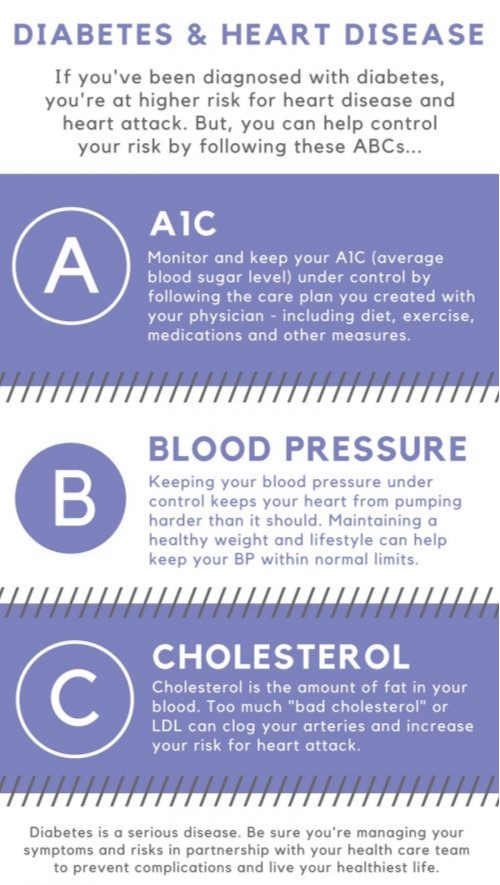 DIABETES & HEART DISEASE
If you've been diagnosed with diabetes,
you're at higher risk for heart disease and
heart attack. But, you can help control
your risk by following these ABCs...
A
A1C
Monitor and keep your A1C (average
blood sugar level) under control by
following the care plan you created with
your physician - including diet, exercise,
medications and other measures.
B
BLOOD PRESSURE
Keeping your blood pressure under
control keeps your heart from pumping
harder than it should. Maintaining a
healthy weight and lifestyle can help
keep your BP within normal limits.
C
CHOLESTEROL
Cholesterol is the amount of fat in your
blood. Too much "bad cholesterol" or
LDL can clog your arteries and increase
your risk for heart attack.
Diabetes is a serious disease. Be sure you're managing your
symptoms and risks in partnership with your health care team
to prevent complications and live your healthiest life.